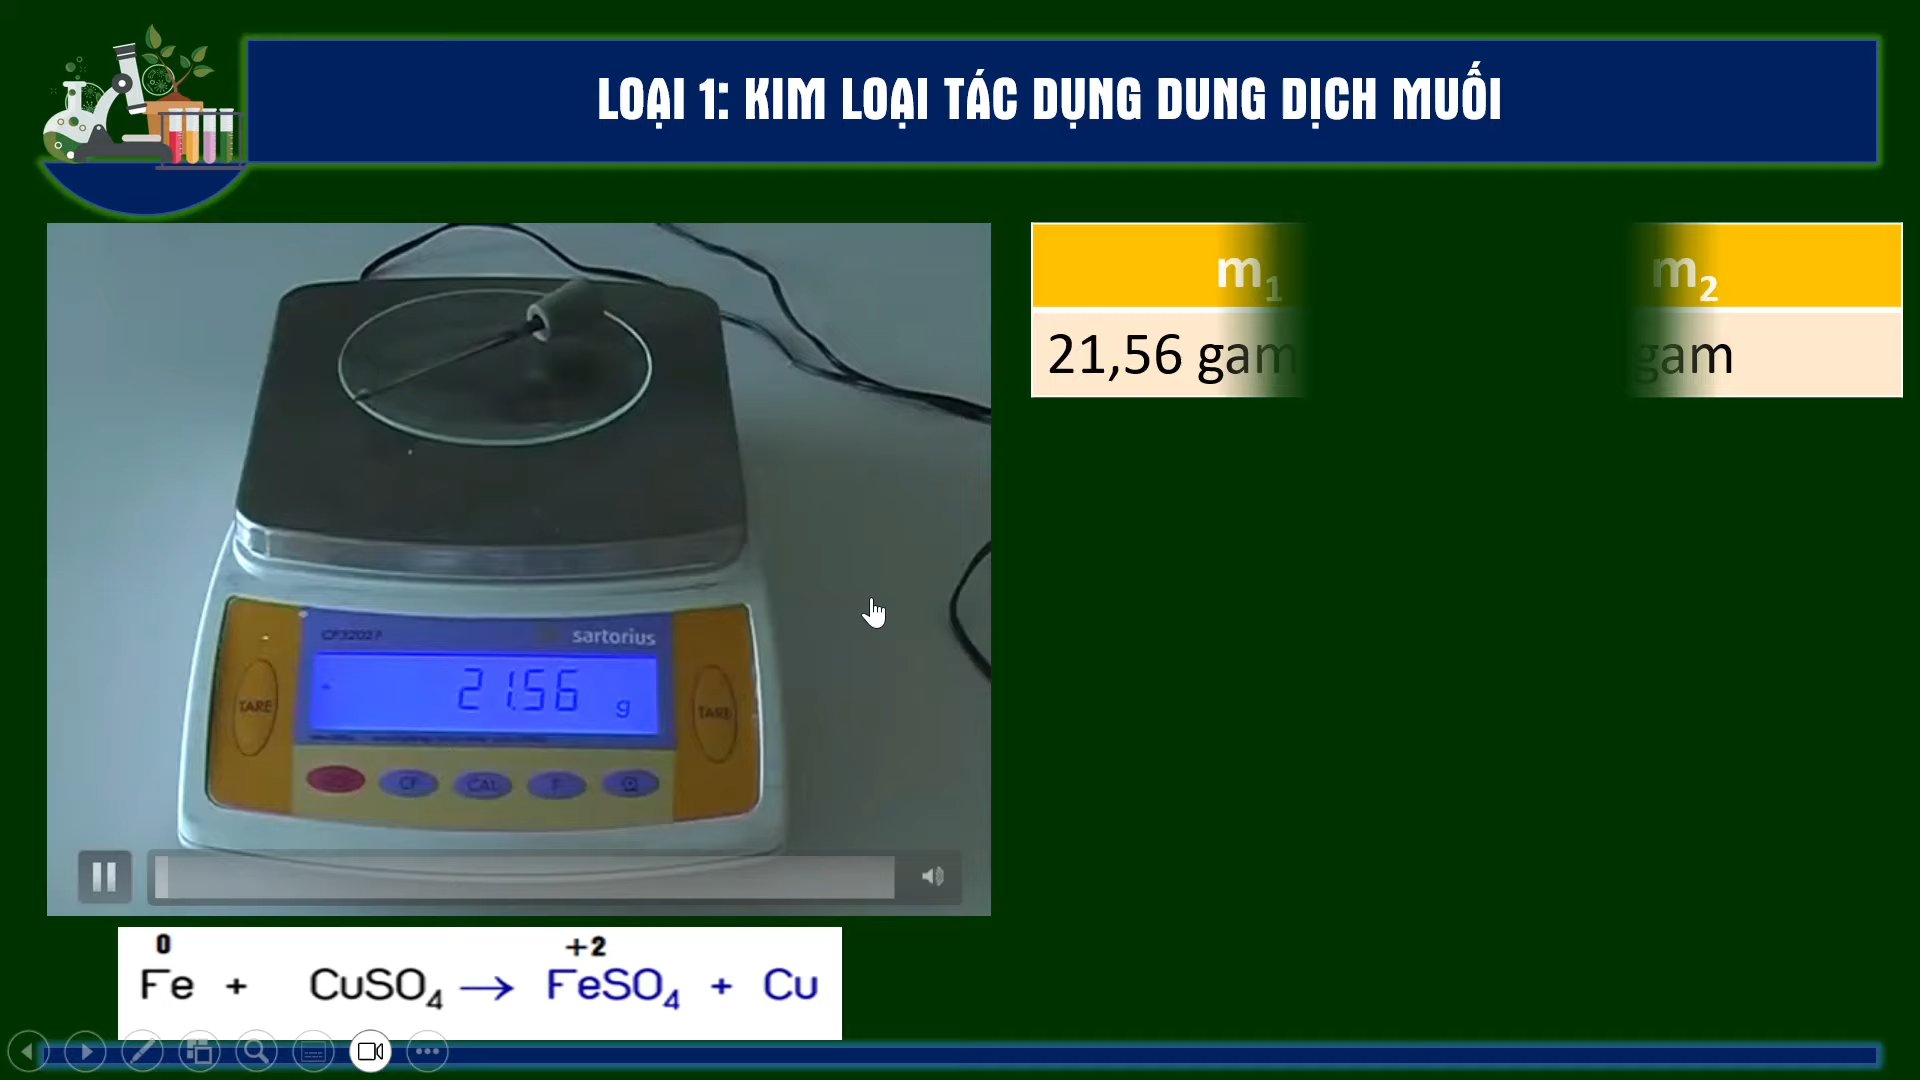 LOẠI 1: KIM LOẠI TÁC DỤNG DUNG DỊCH MUỐI
m₁ m₂
21,56 gam gam
sartorius
21.56 g
TARE TARE
CF CAL F
0 +2
Fe + CuSO₄ → FeSO₄ + Cu